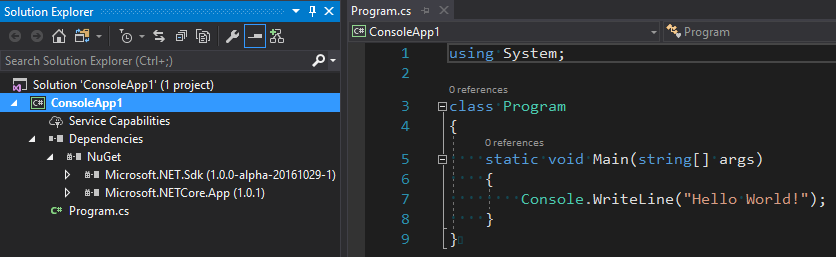 Solution Explorer
Search Solution Explorer (Ctrl+;)
Solution 'ConsoleApp1' (1 project)
C# ConsoleApp1
Service Capabilities
Dependencies
NuGet
Microsoft.NET.Sdk (1.0.0-alpha-20161029-1)
Microsoft.NETCore.App (1.0.1)
C# Program.cs
Program.cs
C# ConsoleApp1
Program
1 using System;
2
0 references
3 class Program
4 {
0 references
5 static void Main(string[] args)
6 {
7 Console.WriteLine("Hello World!");
8 }
9 }